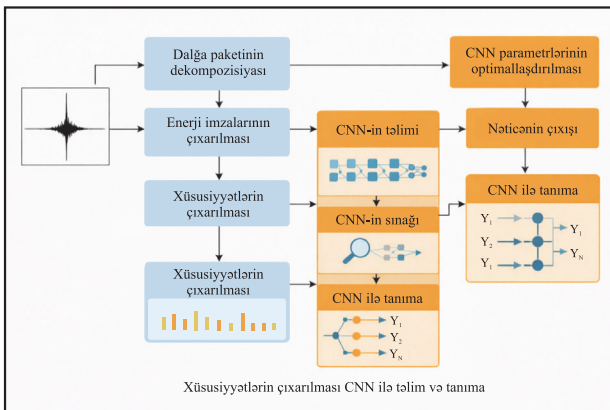 Dalğa paketinin
dekompozisiyası
CNN parametrlərinin
optimallaşdırılması
Enerji imzalarının
çıxarılması
CNN-in təlimi
Nəticənin çıxışı
Xüsusiyyətlərin
çıxarılması
CNN-in sınağı
CNN ilə tanıma
Y₁
Y₂
Y₁
Y₁
Y_N
Xüsusiyyətlərin
çıxarılması
CNN ilə tanıma
Y₁
Y₂
Y_N
Xüsusiyyətlərin çıxarılması CNN ilə təlim və tanıma